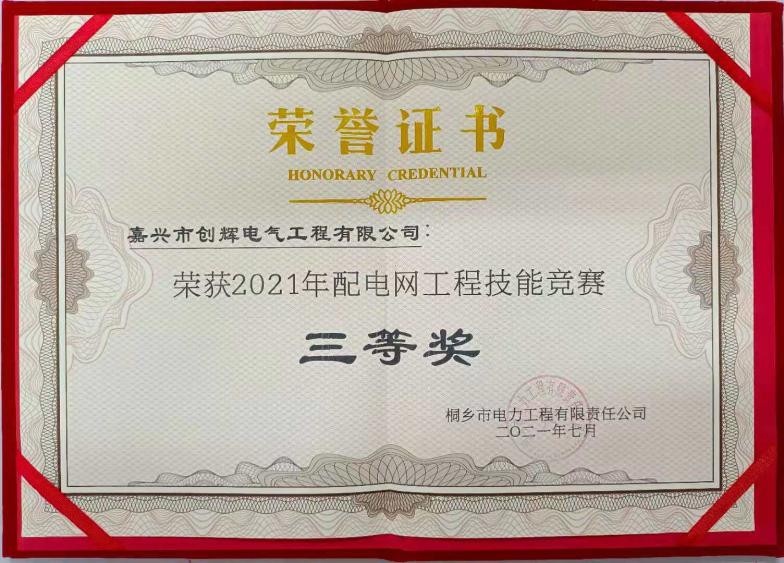 荣誉证书
HONORARY CREDENTIAL
嘉兴市创辉电气工程有限公司：
荣获2021年配电网工程技能竞赛
三等奖
桐乡市电力工程有限责任公司
二〇二一年七月